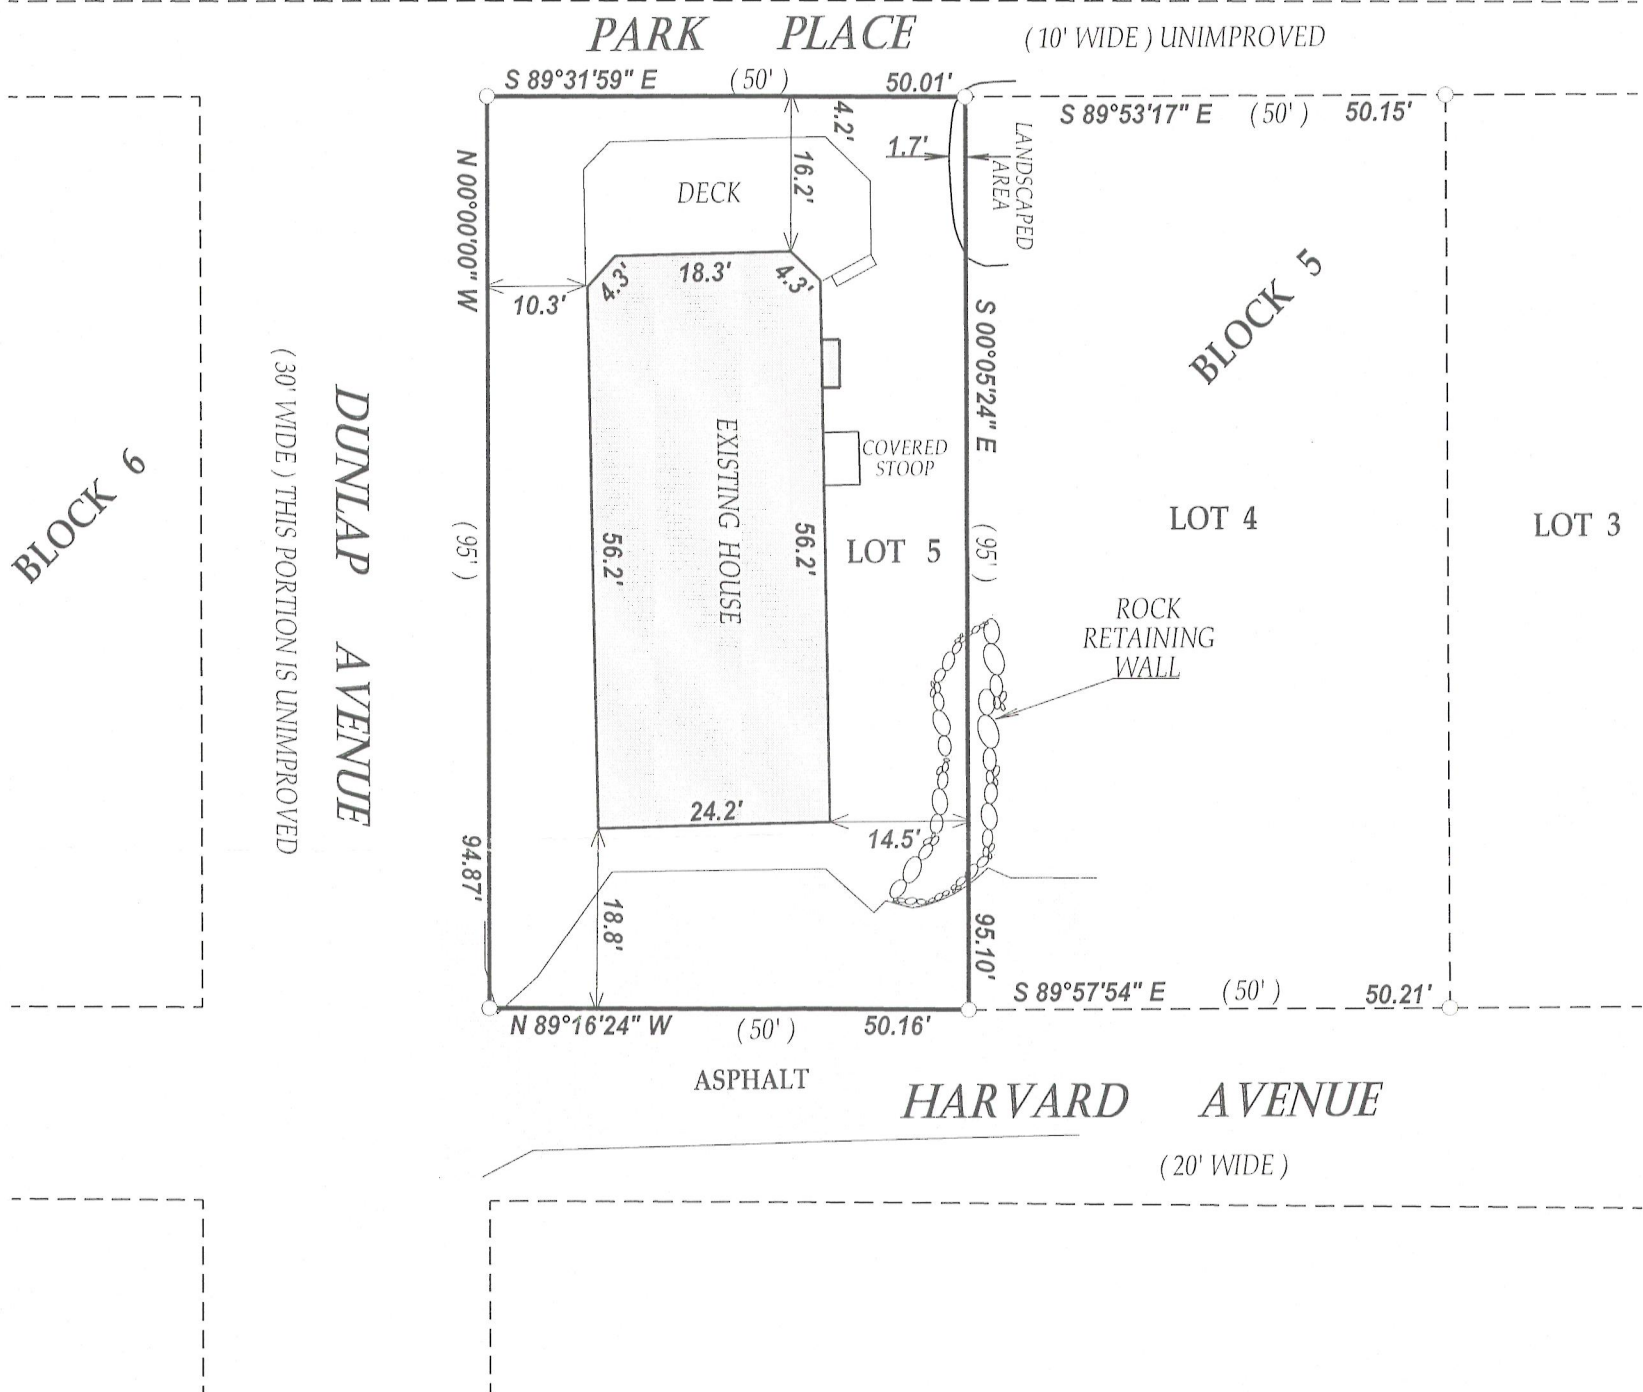 PARK PLACE
( 10' WIDE ) UNIMPROVED
S 89°31'59" E
( 50' )
50.01'
S 89°53'17" E
( 50' )
50.15'
4.2'
1.7'
LANDSCAPED
AREA
16.2'
DECK
N 00°00'00" W
10.3'
4.3'
18.3'
4.3'
S 00°05'24" E
BLOCK 5
DUNLAP AVENUE
( 30' WIDE ) THIS PORTION IS UNIMPROVED
BLOCK 6
EXISTING HOUSE
COVERED
STOOP
( 95' )
56.2'
56.2'
LOT 5
( 95' )
LOT 4
LOT 3
ROCK
RETAINING
WALL
24.2'
14.5'
94.87'
18.8'
95.10'
S 89°57'54" E
( 50' )
50.21'
N 89°16'24" W
( 50' )
50.16'
ASPHALT
HARVARD AVENUE
( 20' WIDE )